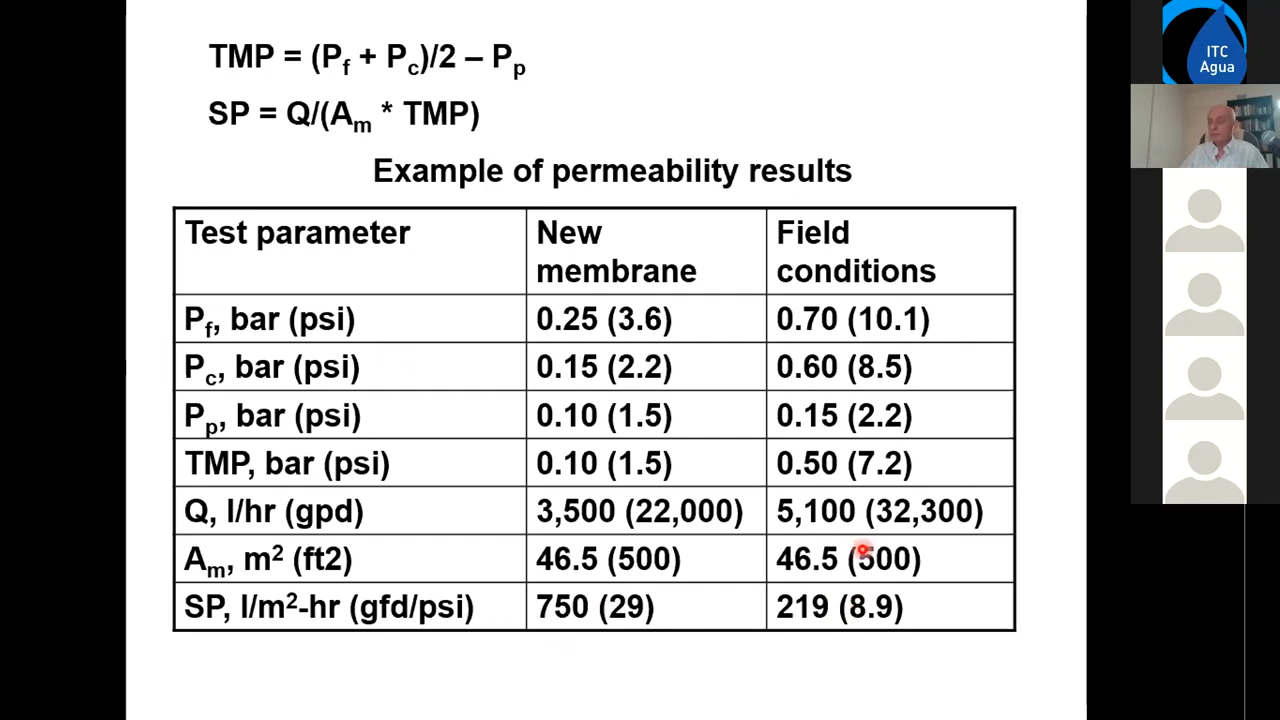 TMP = (Pf + Pc)/2 – Pp
SP = Q/(Am * TMP)
Example of permeability results
Test parameter New membrane Field conditions
Pf, bar (psi) 0.25 (3.6) 0.70 (10.1)
Pc, bar (psi) 0.15 (2.2) 0.60 (8.5)
Pp, bar (psi) 0.10 (1.5) 0.15 (2.2)
TMP, bar (psi) 0.10 (1.5) 0.50 (7.2)
Q, l/hr (gpd) 3,500 (22,000) 5,100 (32,300)
Am, m² (ft2) 46.5 (500) 46.5 (500)
SP, l/m²-hr (gfd/psi) 750 (29) 219 (8.9)
ITC
Agua